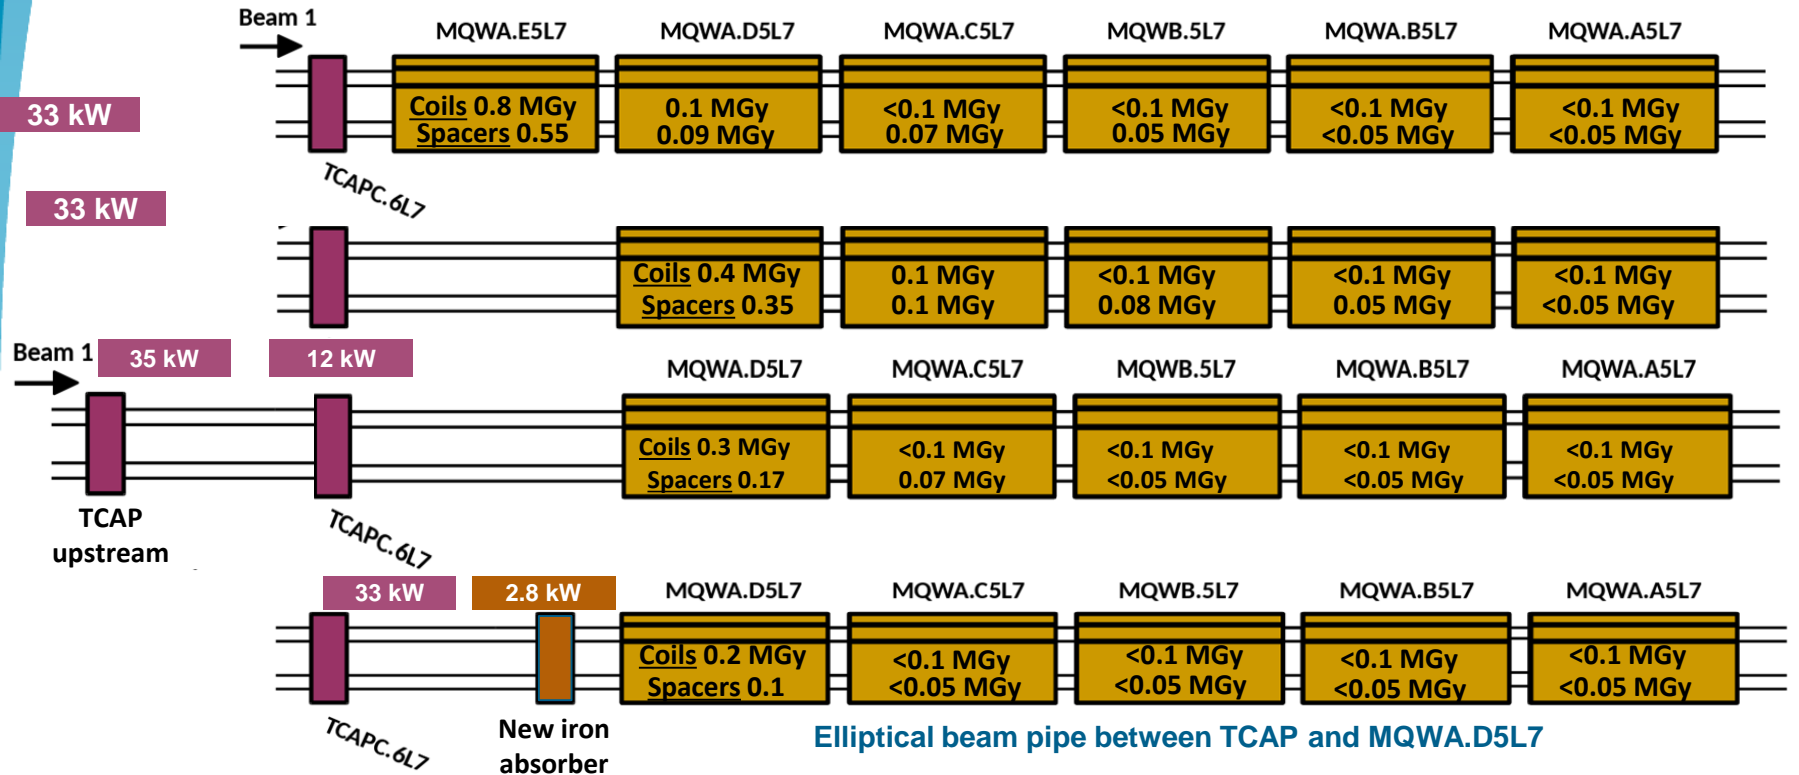 Beam 1
MQWA.E5L7 MQWA.D5L7 MQWA.C5L7 MQWB.5L7 MQWA.B5L7 MQWA.A5L7
33 kW
Coils 0.8 MGy 0.1 MGy <0.1 MGy <0.1 MGy <0.1 MGy <0.1 MGy
Spacers 0.55 0.09 MGy 0.07 MGy 0.05 MGy <0.05 MGy <0.05 MGy
TCAPC.6L7
33 kW
Coils 0.4 MGy 0.1 MGy <0.1 MGy <0.1 MGy <0.1 MGy
Spacers 0.35 0.1 MGy 0.08 MGy 0.05 MGy <0.05 MGy
Beam 1 35 kW 12 kW
MQWA.D5L7 MQWA.C5L7 MQWB.5L7 MQWA.B5L7 MQWA.A5L7
Coils 0.3 MGy <0.1 MGy <0.1 MGy <0.1 MGy <0.1 MGy
Spacers 0.17 0.07 MGy <0.05 MGy <0.05 MGy <0.05 MGy
TCAP
upstream
TCAPC.6L7
33 kW 2.8 kW MQWA.D5L7 MQWA.C5L7 MQWB.5L7 MQWA.B5L7 MQWA.A5L7
Coils 0.2 MGy <0.1 MGy <0.1 MGy <0.1 MGy <0.1 MGy
Spacers 0.1 <0.05 MGy <0.05 MGy <0.05 MGy <0.05 MGy
TCAPC.6L7
New iron
absorber
Elliptical beam pipe between TCAP and MQWA.D5L7